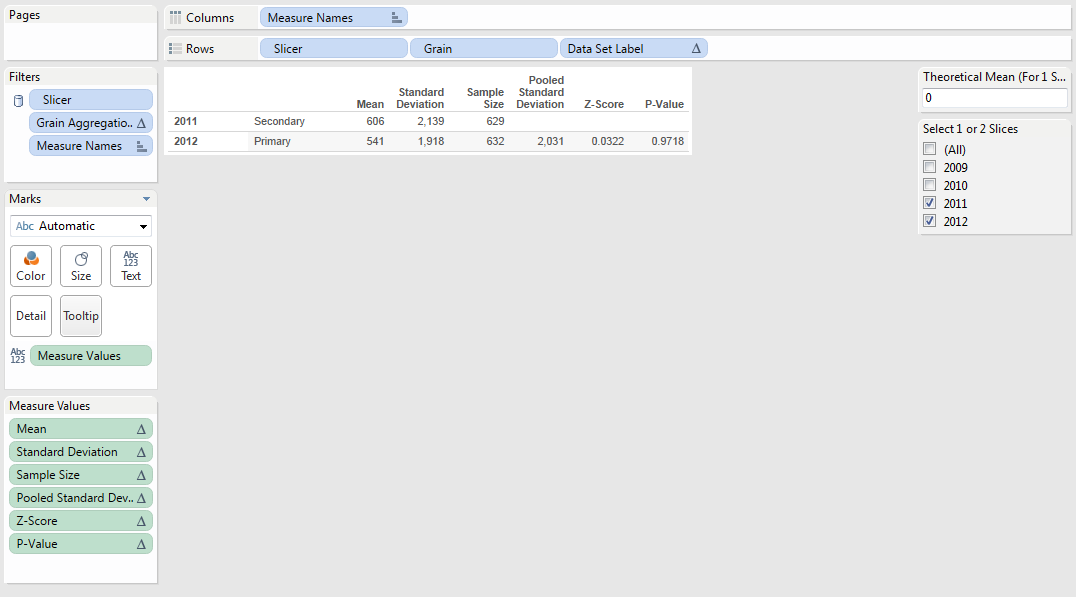 Pages
Columns
Measure Names
Rows
Slicer
Grain
Data Set Label Δ
Filters
Slicer
Grain Aggregatio.. Δ
Measure Names
Marks
Abc Automatic
Color
Size
Abc
123
Text
Detail
Tooltip
Abc
123
Measure Values
Measure Values
Mean Δ
Standard Deviation Δ
Sample Size Δ
Pooled Standard Dev.. Δ
Z-Score Δ
P-Value Δ
Mean
Standard
Deviation
Sample
Size
Pooled
Standard
Deviation
Z-Score
P-Value
2011 Secondary 606 2,139 629
2012 Primary 541 1,918 632 2,031 0.0322 0.9718
Theoretical Mean (For 1 S...
0
Select 1 or 2 Slices
(All)
2009
2010
2011
2012